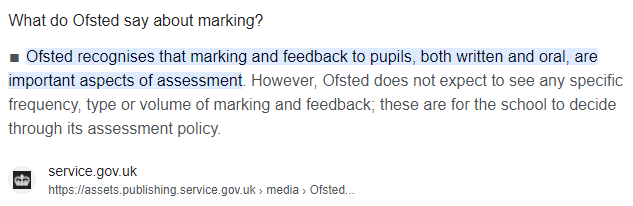 What do Ofsted say about marking?
▪ Ofsted recognises that marking and feedback to pupils, both written and oral, are
important aspects of assessment. However, Ofsted does not expect to see any specific
frequency, type or volume of marking and feedback; these are for the school to decide
through its assessment policy.
service.gov.uk
https://assets.publishing.service.gov.uk › media › Ofsted...